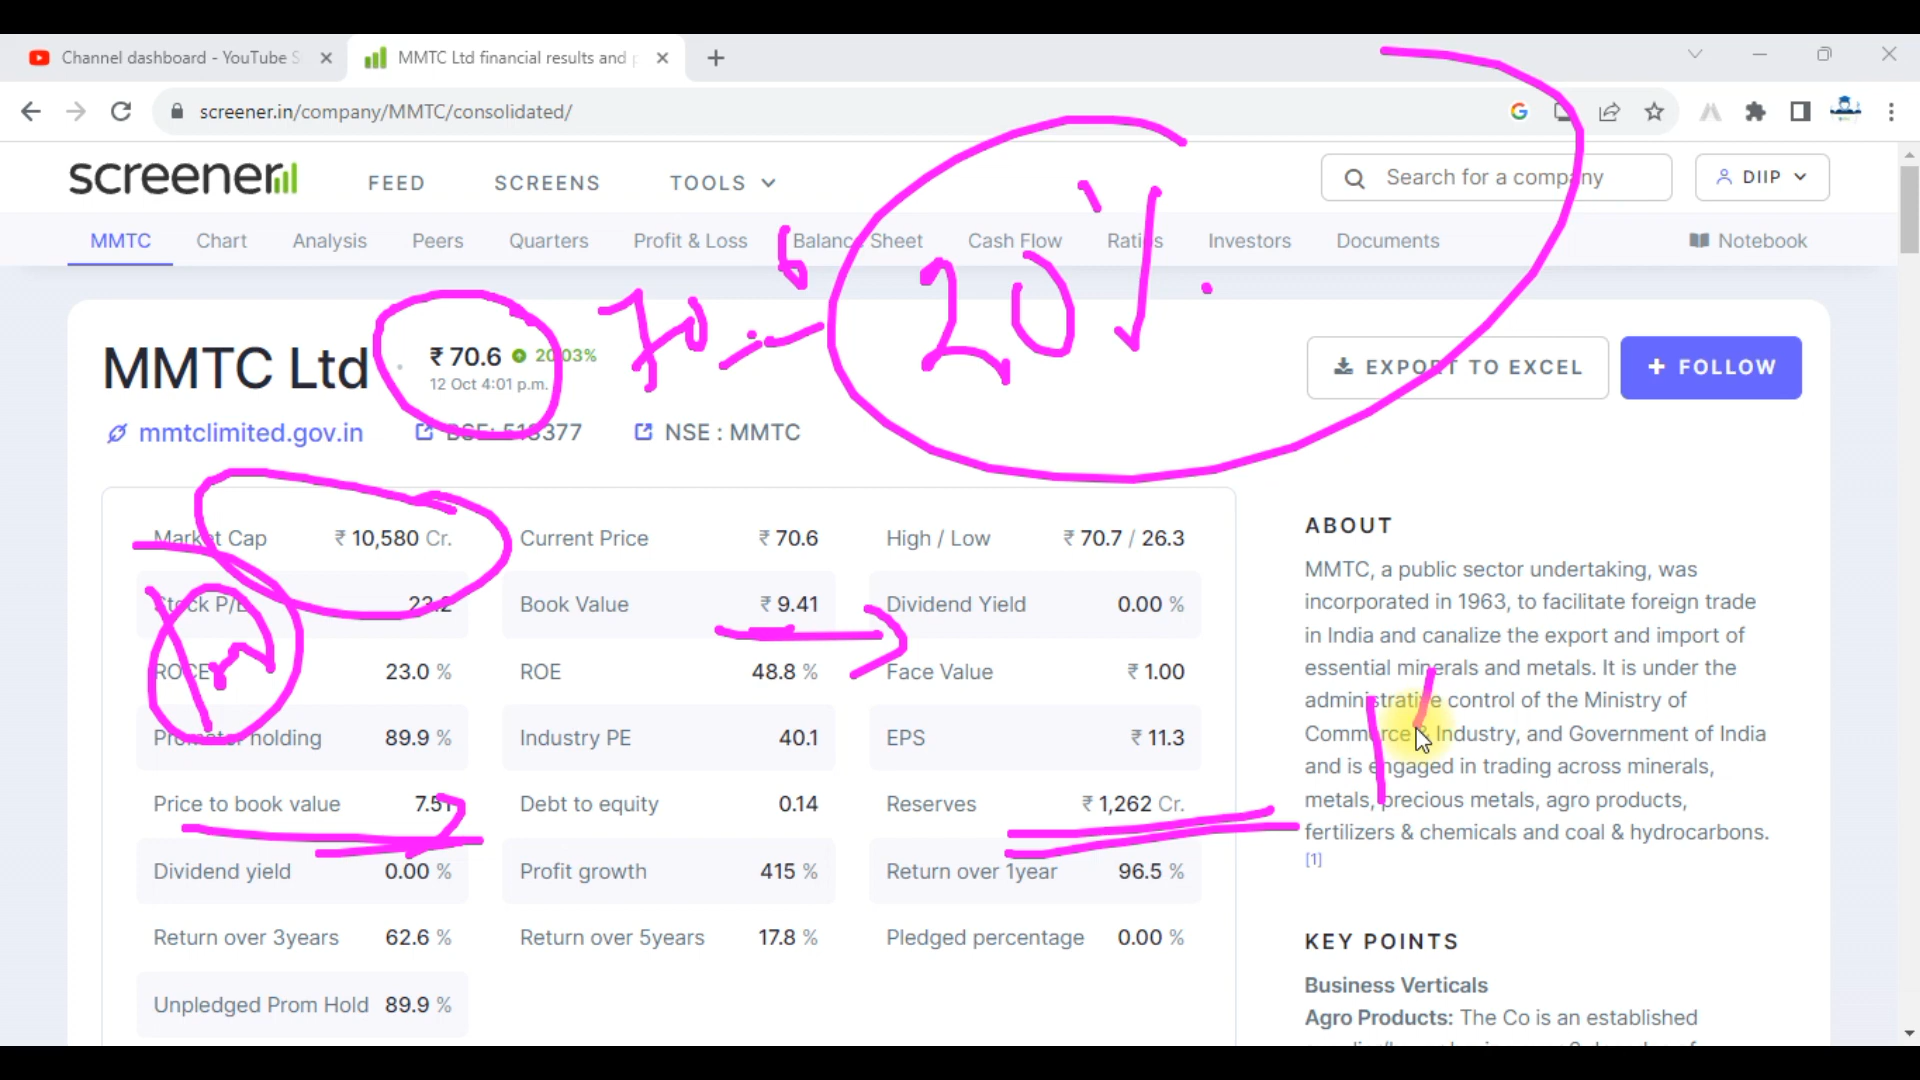 Channel dashboard - YouTube S
MMTC Ltd financial results and p
screener.in/company/MMTC/consolidated/
screener
FEED
SCREENS
TOOLS
Search for a company
DIIP
MMTC
Chart
Analysis
Peers
Quarters
Profit & Loss
Balance Sheet
Cash Flow
Ratios
Investors
Documents
Notebook
20%
MMTC Ltd
₹ 70.6 20.03%
12 Oct 4:01 p.m.
70.6
EXPORT TO EXCEL
FOLLOW
mmtclimited.gov.in
BSE: 513377
NSE : MMTC
Market Cap ₹ 10,580 Cr.
Current Price ₹ 70.6
High / Low ₹ 70.7 / 26.3
Stock P/E 23.2
Book Value ₹ 9.41
Dividend Yield 0.00 %
ROCE 23.0 %
ROE 48.8 %
Face Value ₹ 1.00
Promoter holding 89.9 %
Industry PE 40.1
EPS ₹ 11.3
Price to book value 7.51
Debt to equity 0.14
Reserves ₹ 1,262 Cr.
Dividend yield 0.00 %
Profit growth 415 %
Return over 1year 96.5 %
Return over 3years 62.6 %
Return over 5years 17.8 %
Pledged percentage 0.00 %
Unpledged Prom Hold 89.9 %
ABOUT
MMTC, a public sector undertaking, was
incorporated in 1963, to facilitate foreign trade
in India and canalize the export and import of
essential minerals and metals. It is under the
administrative control of the Ministry of
Commerce & Industry, and Government of India
and is engaged in trading across minerals,
metals, precious metals, agro products,
fertilizers & chemicals and coal & hydrocarbons.
[1]
KEY POINTS
Business Verticals
Agro Products: The Co is an established